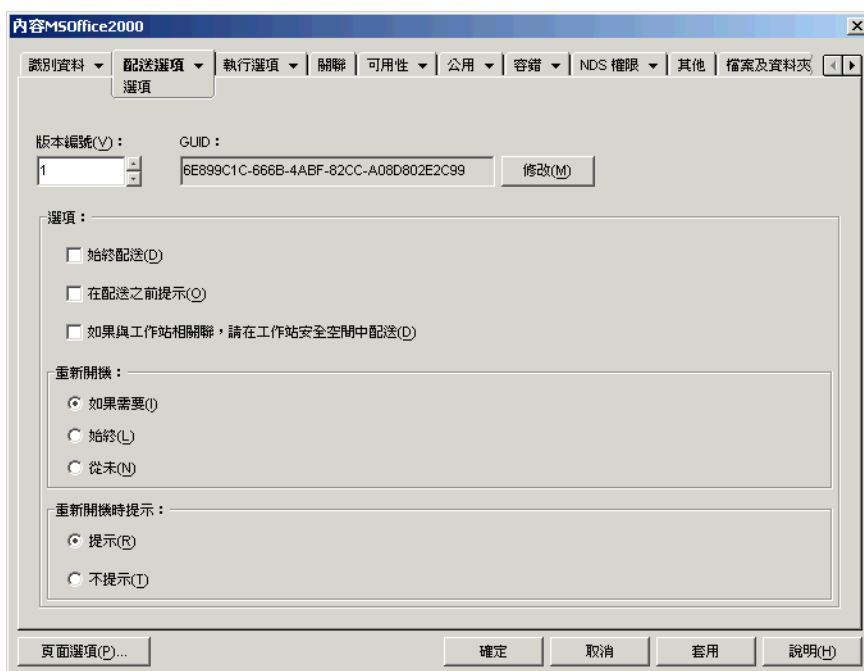 內容MSOffice2000
識別資料 配送選項 執行選項 關聯 可用性 公用 容錯 NDS 權限 其他 檔案及資料夾
選項
版本編號(V)： GUID：
1 6E899C1C-666B-4ABF-82CC-A08D802E2C99 修改(M)
選項：
始終配送(D)
在配送之前提示(O)
如果與工作站相關聯，請在工作站安全空間中配送(D)
重新開機：
如果需要(I)
始終(L)
從未(N)
重新開機時提示：
提示(R)
不提示(T)
頁面選項(P)... 確定 取消 套用 說明(H)